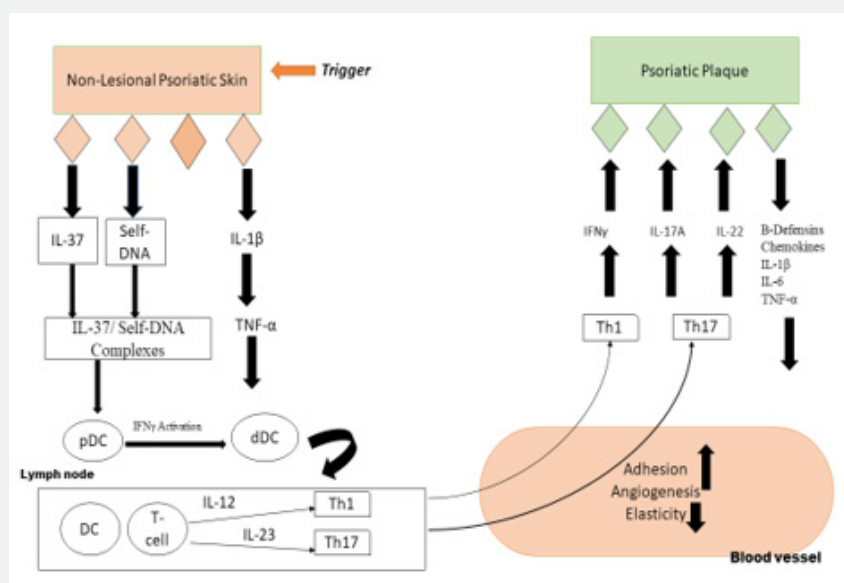 Non-Lesional Psoriatic Skin
Trigger
Psoriatic Plaque
IL-37
Self-
DNA
IL-1β
TNF-α
IL-37/ Self-DNA
Complexes
pDC
IFNγ Activation
dDC
Lymph node
DC
T-
cell
IL-12
IL-23
Th1
Th17
IFNγ
IL-17A
IL-22
B-Defensins
Chemokines
IL-1β
IL-6
TNF-α
Th1
Th17
Adhesion
Angiogenesis
Elasticity
Blood vessel